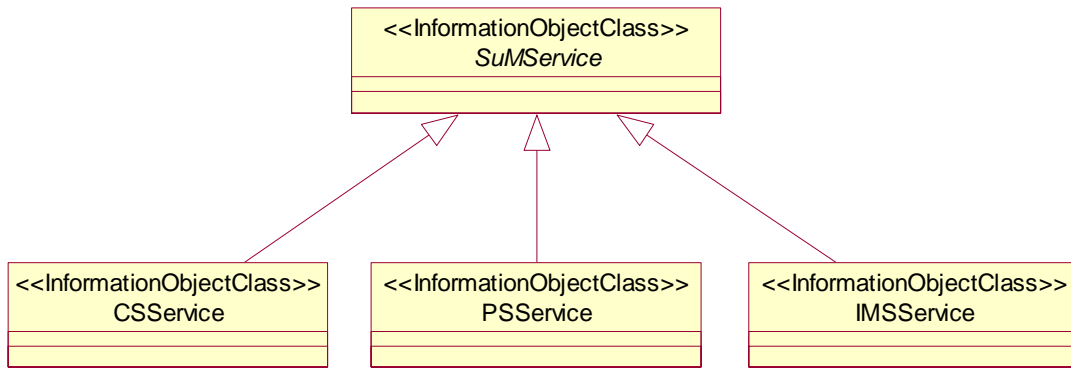 <<InformationObjectClass>>
SuMService
<<InformationObjectClass>>
CSService
<<InformationObjectClass>>
PSService
<<InformationObjectClass>>
IMSService